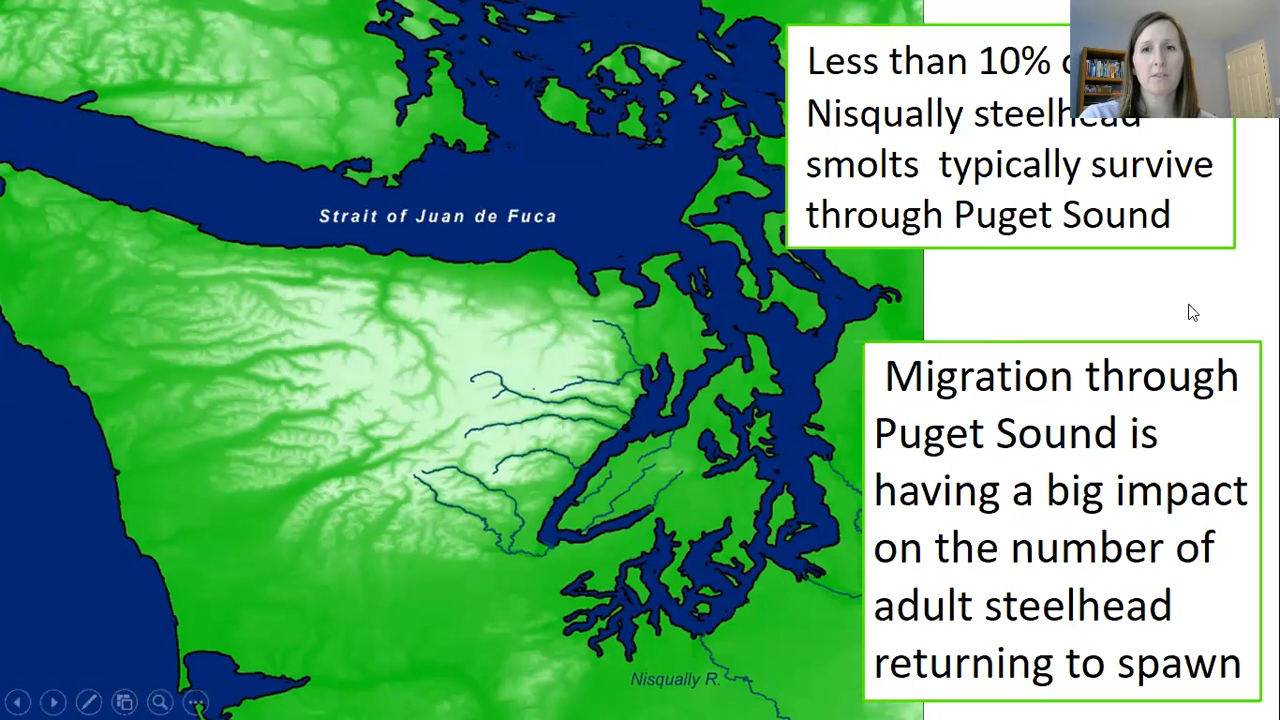 Less than 10%
Nisqually steelhead
smolts typically survive
through Puget Sound
Strait of Juan de Fuca
Migration through
Puget Sound is
having a big impact
on the number of
adult steelhead
returning to spawn
Nisqually R.